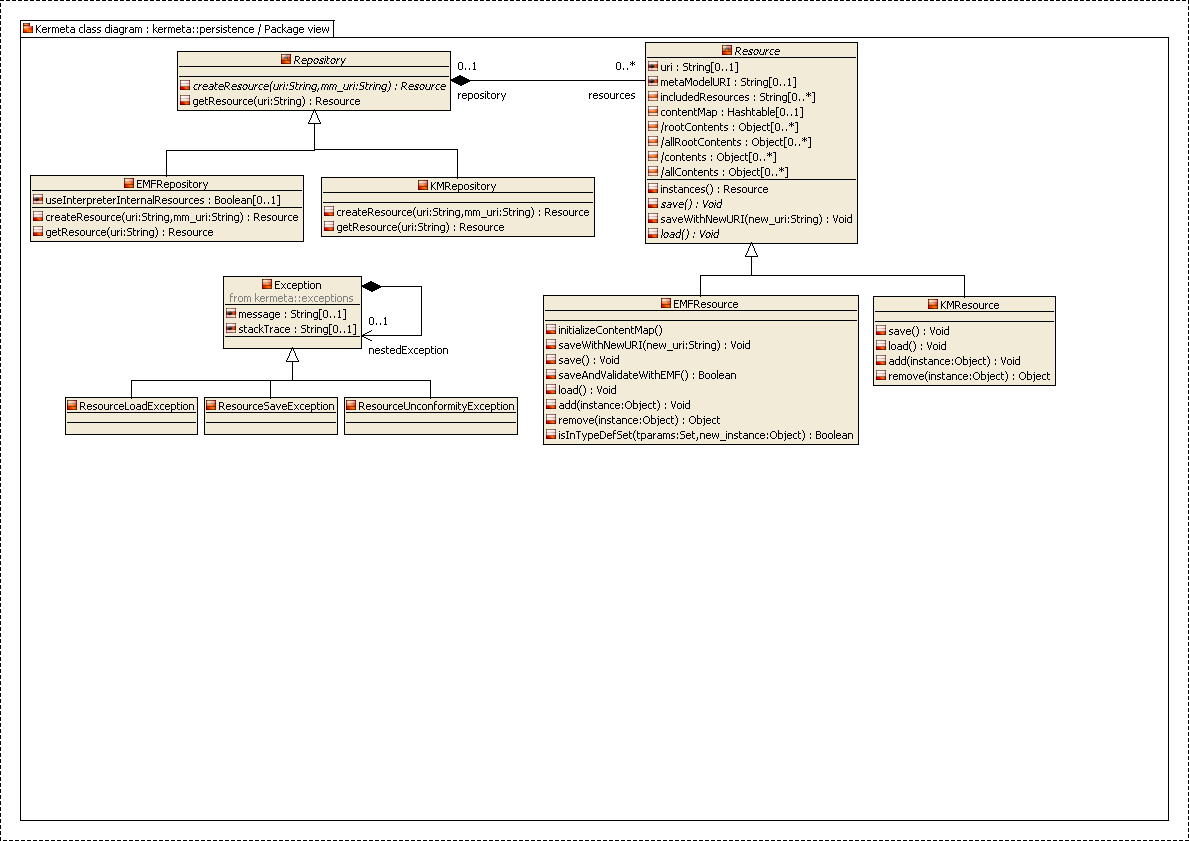 Kermeta class diagram : kermeta::persistence / Package view
Repository
createResource(uri:String,mm_uri:String) : Resource
getResource(uri:String) : Resource
0..1
0..*
repository
resources
Resource
uri : String[0..1]
metaModelURI : String[0..1]
includedResources : String[0..*]
contentMap : Hashtable[0..1]
/rootContents : Object[0..*]
/allRootContents : Object[0..*]
/contents : Object[0..*]
/allContents : Object[0..*]
instances() : Resource
save() : Void
saveWithNewURI(new_uri:String) : Void
load() : Void
EMFRepository
useInterpreterInternalResources : Boolean[0..1]
createResource(uri:String,mm_uri:String) : Resource
getResource(uri:String) : Resource
KMRepository
createResource(uri:String,mm_uri:String) : Resource
getResource(uri:String) : Resource
Exception
from kermeta::exceptions
message : String[0..1]
stackTrace : String[0..1]
0..1
nestedException
ResourceLoadException
ResourceSaveException
ResourceUnconformityException
EMFResource
initializeContentMap()
saveWithNewURI(new_uri:String) : Void
save() : Void
saveAndValidateWithEMF() : Boolean
load() : Void
add(instance:Object) : Void
remove(instance:Object) : Object
isInTypeDefSet(tparams:Set,new_instance:Object) : Boolean
KMResource
save() : Void
load() : Void
add(instance:Object) : Void
remove(instance:Object) : Object